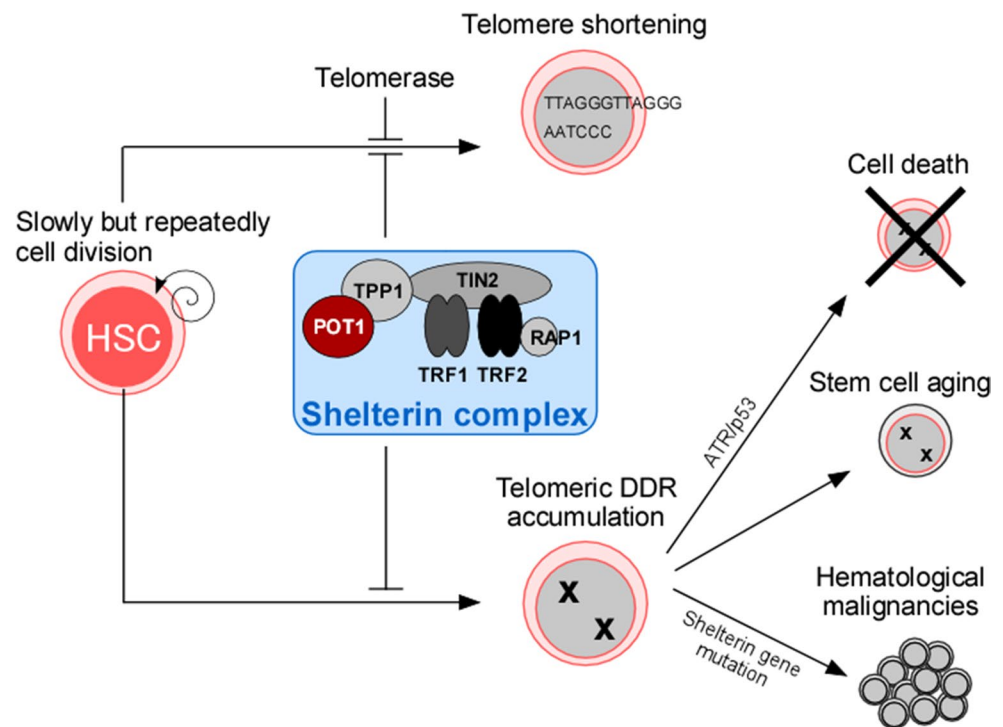 Telomere shortening
Telomerase
TTAGGGTTAGGG
AATCCC
Cell death
x
x
Slowly but repeatedly
cell division
HSC
TPP1
TIN2
POT1
RAP1
TRF1
TRF2
Shelterin complex
ATR/p53
Stem cell aging
x
x
Telomeric DDR
accumulation
x
x
Shelterin gene
mutation
Hematological
malignancies